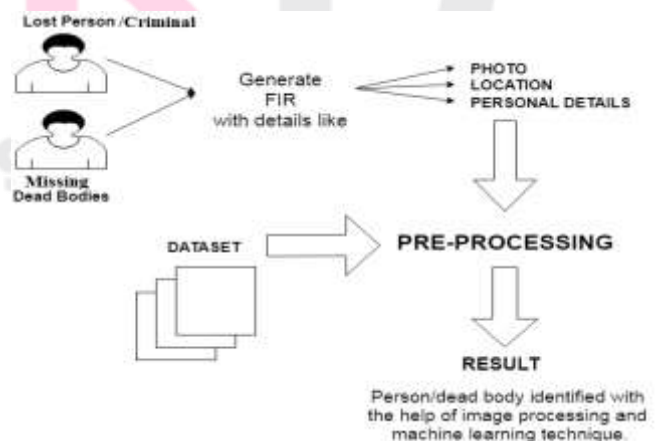 Lost Person /Criminal
Generate
FIR
with details like
PHOTO
LOCATION
PERSONAL DETAILS
Missing
Dead Bodies
DATASET
PRE-PROCESSING
RESULT
Person/dead body identified with
the help of image processing and
machine learning technique.